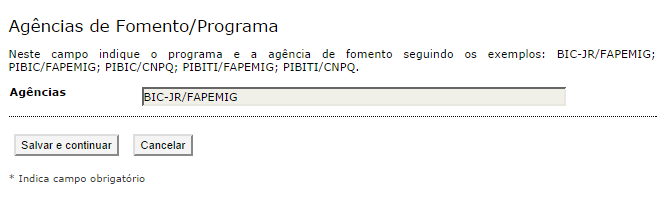 Agências de Fomento/Programa
Neste campo indique o programa e a agência de fomento seguindo os exemplos: BIC-JR/FAPEMIG;
PIBIC/FAPEMIG; PIBIC/CNPQ; PIBITI/FAPEMIG; PIBITI/CNPQ.
Agências BIC-JR/FAPEMIG
Salvar e continuar Cancelar
* Indica campo obrigatório